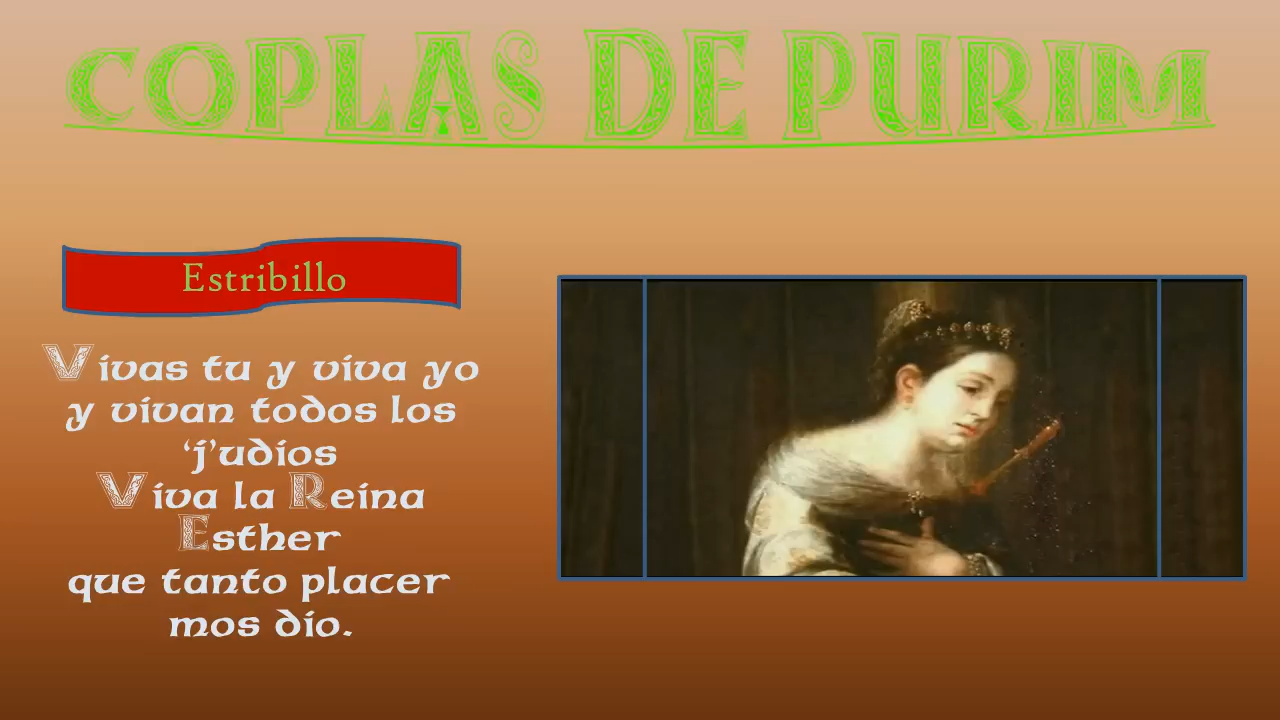 COPLAS DE PURIM
Estribillo
Vivas tu y viva yo
y vivan todos los
‘j’udios
Viva la Reina
Esther
que tanto placer
mos dio.